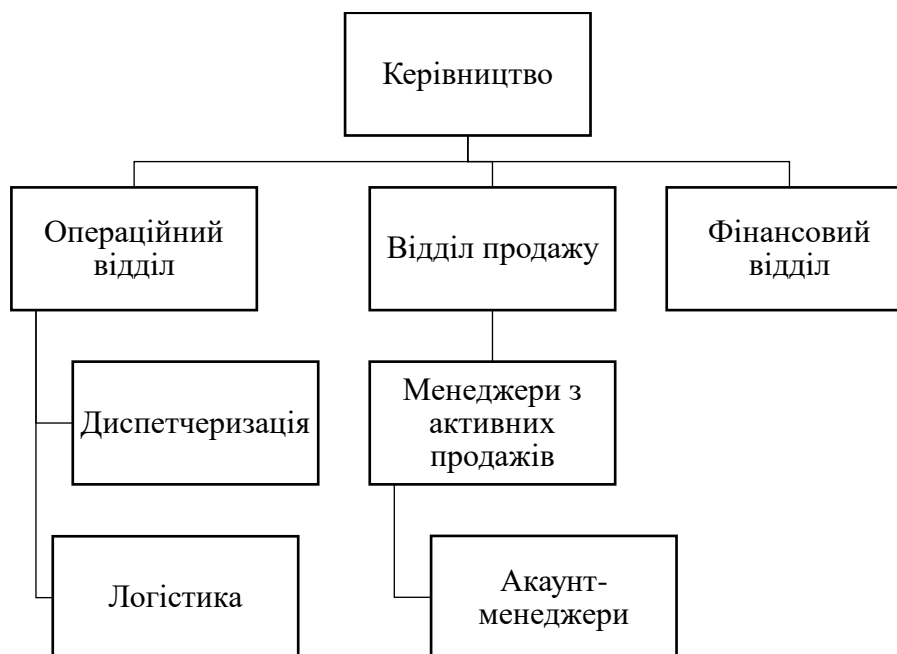 Керівництво
Операційний
відділ
Відділ продажу
Фінансовий
відділ
Диспетчеризація
Менеджери з
активних
продажів
Логістика
Акаунт-
менеджери